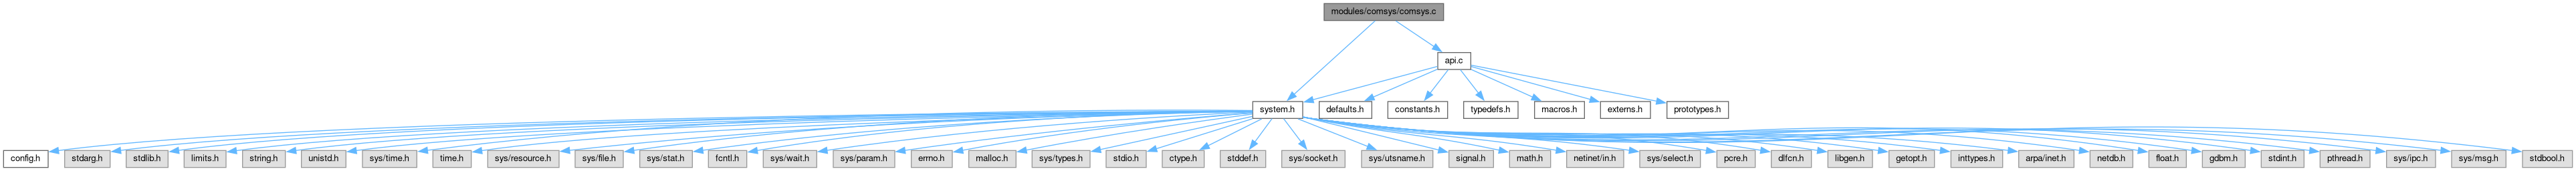 modules/comsys/comsys.c
api.c
system.h
defaults.h
constants.h
typedefs.h
macros.h
externs.h
prototypes.h
config.h
stdarg.h
stdlib.h
limits.h
string.h
unistd.h
sys/time.h
time.h
sys/resource.h
sys/file.h
sys/stat.h
fcntl.h
sys/wait.h
sys/param.h
errno.h
malloc.h
sys/types.h
stdio.h
ctype.h
stddef.h
sys/socket.h
sys/utsname.h
signal.h
math.h
netinet/in.h
sys/select.h
pcre.h
dlfcn.h
libgen.h
getopt.h
inttypes.h
arpa/inet.h
netdb.h
float.h
gdbm.h
stdint.h
pthread.h
sys/ipc.h
sys/msg.h
stdbool.h